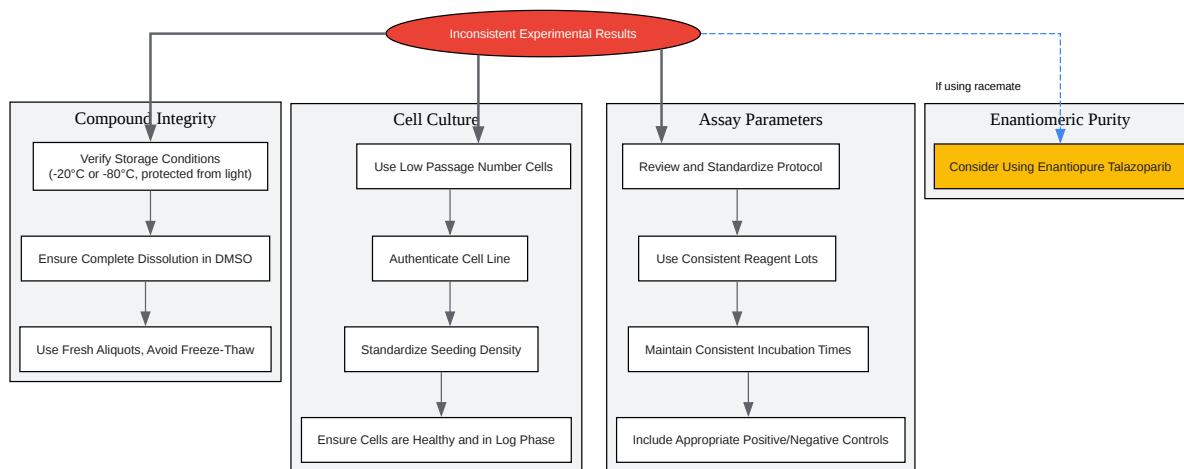 Inconsistent Experimental Results
If using racemate
Compound Integrity
Verify Storage Conditions
(-20°C or -80°C, protected from light)
Ensure Complete Dissolution in DMSO
Use Fresh Aliquots, Avoid Freeze-Thaw
Cell Culture
Use Low Passage Number Cells
Authenticate Cell Line
Standardize Seeding Density
Ensure Cells are Healthy and in Log Phase
Assay Parameters
Review and Standardize Protocol
Use Consistent Reagent Lots
Maintain Consistent Incubation Times
Include Appropriate Positive/Negative Controls
Enantiomeric Purity
Consider Using Enantiopure Talazoparib